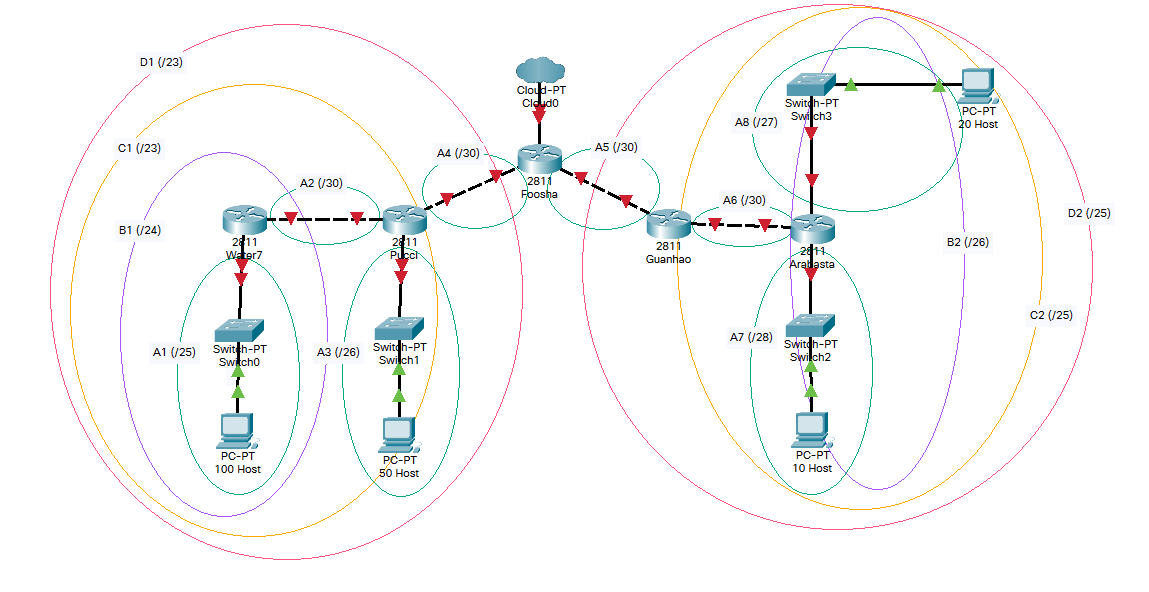 D1 (/23)
Cloud-PT
Cloud0
Switch-PT
Switch3
PC-PT
20 Host
A8 (/27)
C1 (/23)
A4 (/30)
A5 (/30)
2811
Foosha
A2 (/30)
A6 (/30)
D2 (/25)
B1 (/24)
2811
Water7
2811
Pucci
2811
Guanhao
2811
Arabasta
B2 (/26)
C2 (/25)
A7 (/28)
Switch-PT
Switch0
Switch-PT
Switch1
Switch-PT
Switch2
A1 (/25)
A3 (/26)
PC-PT
100 Host
PC-PT
50 Host
PC-PT
10 Host